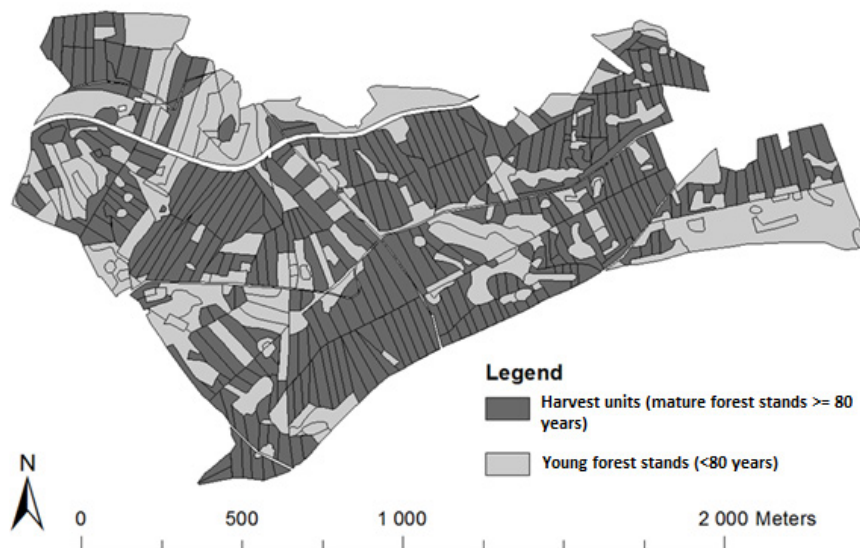 Legend
Harvest units (mature forest stands >= 80
years)
Young forest stands (<80 years)
N
0 500 1 000 2 000 Meters